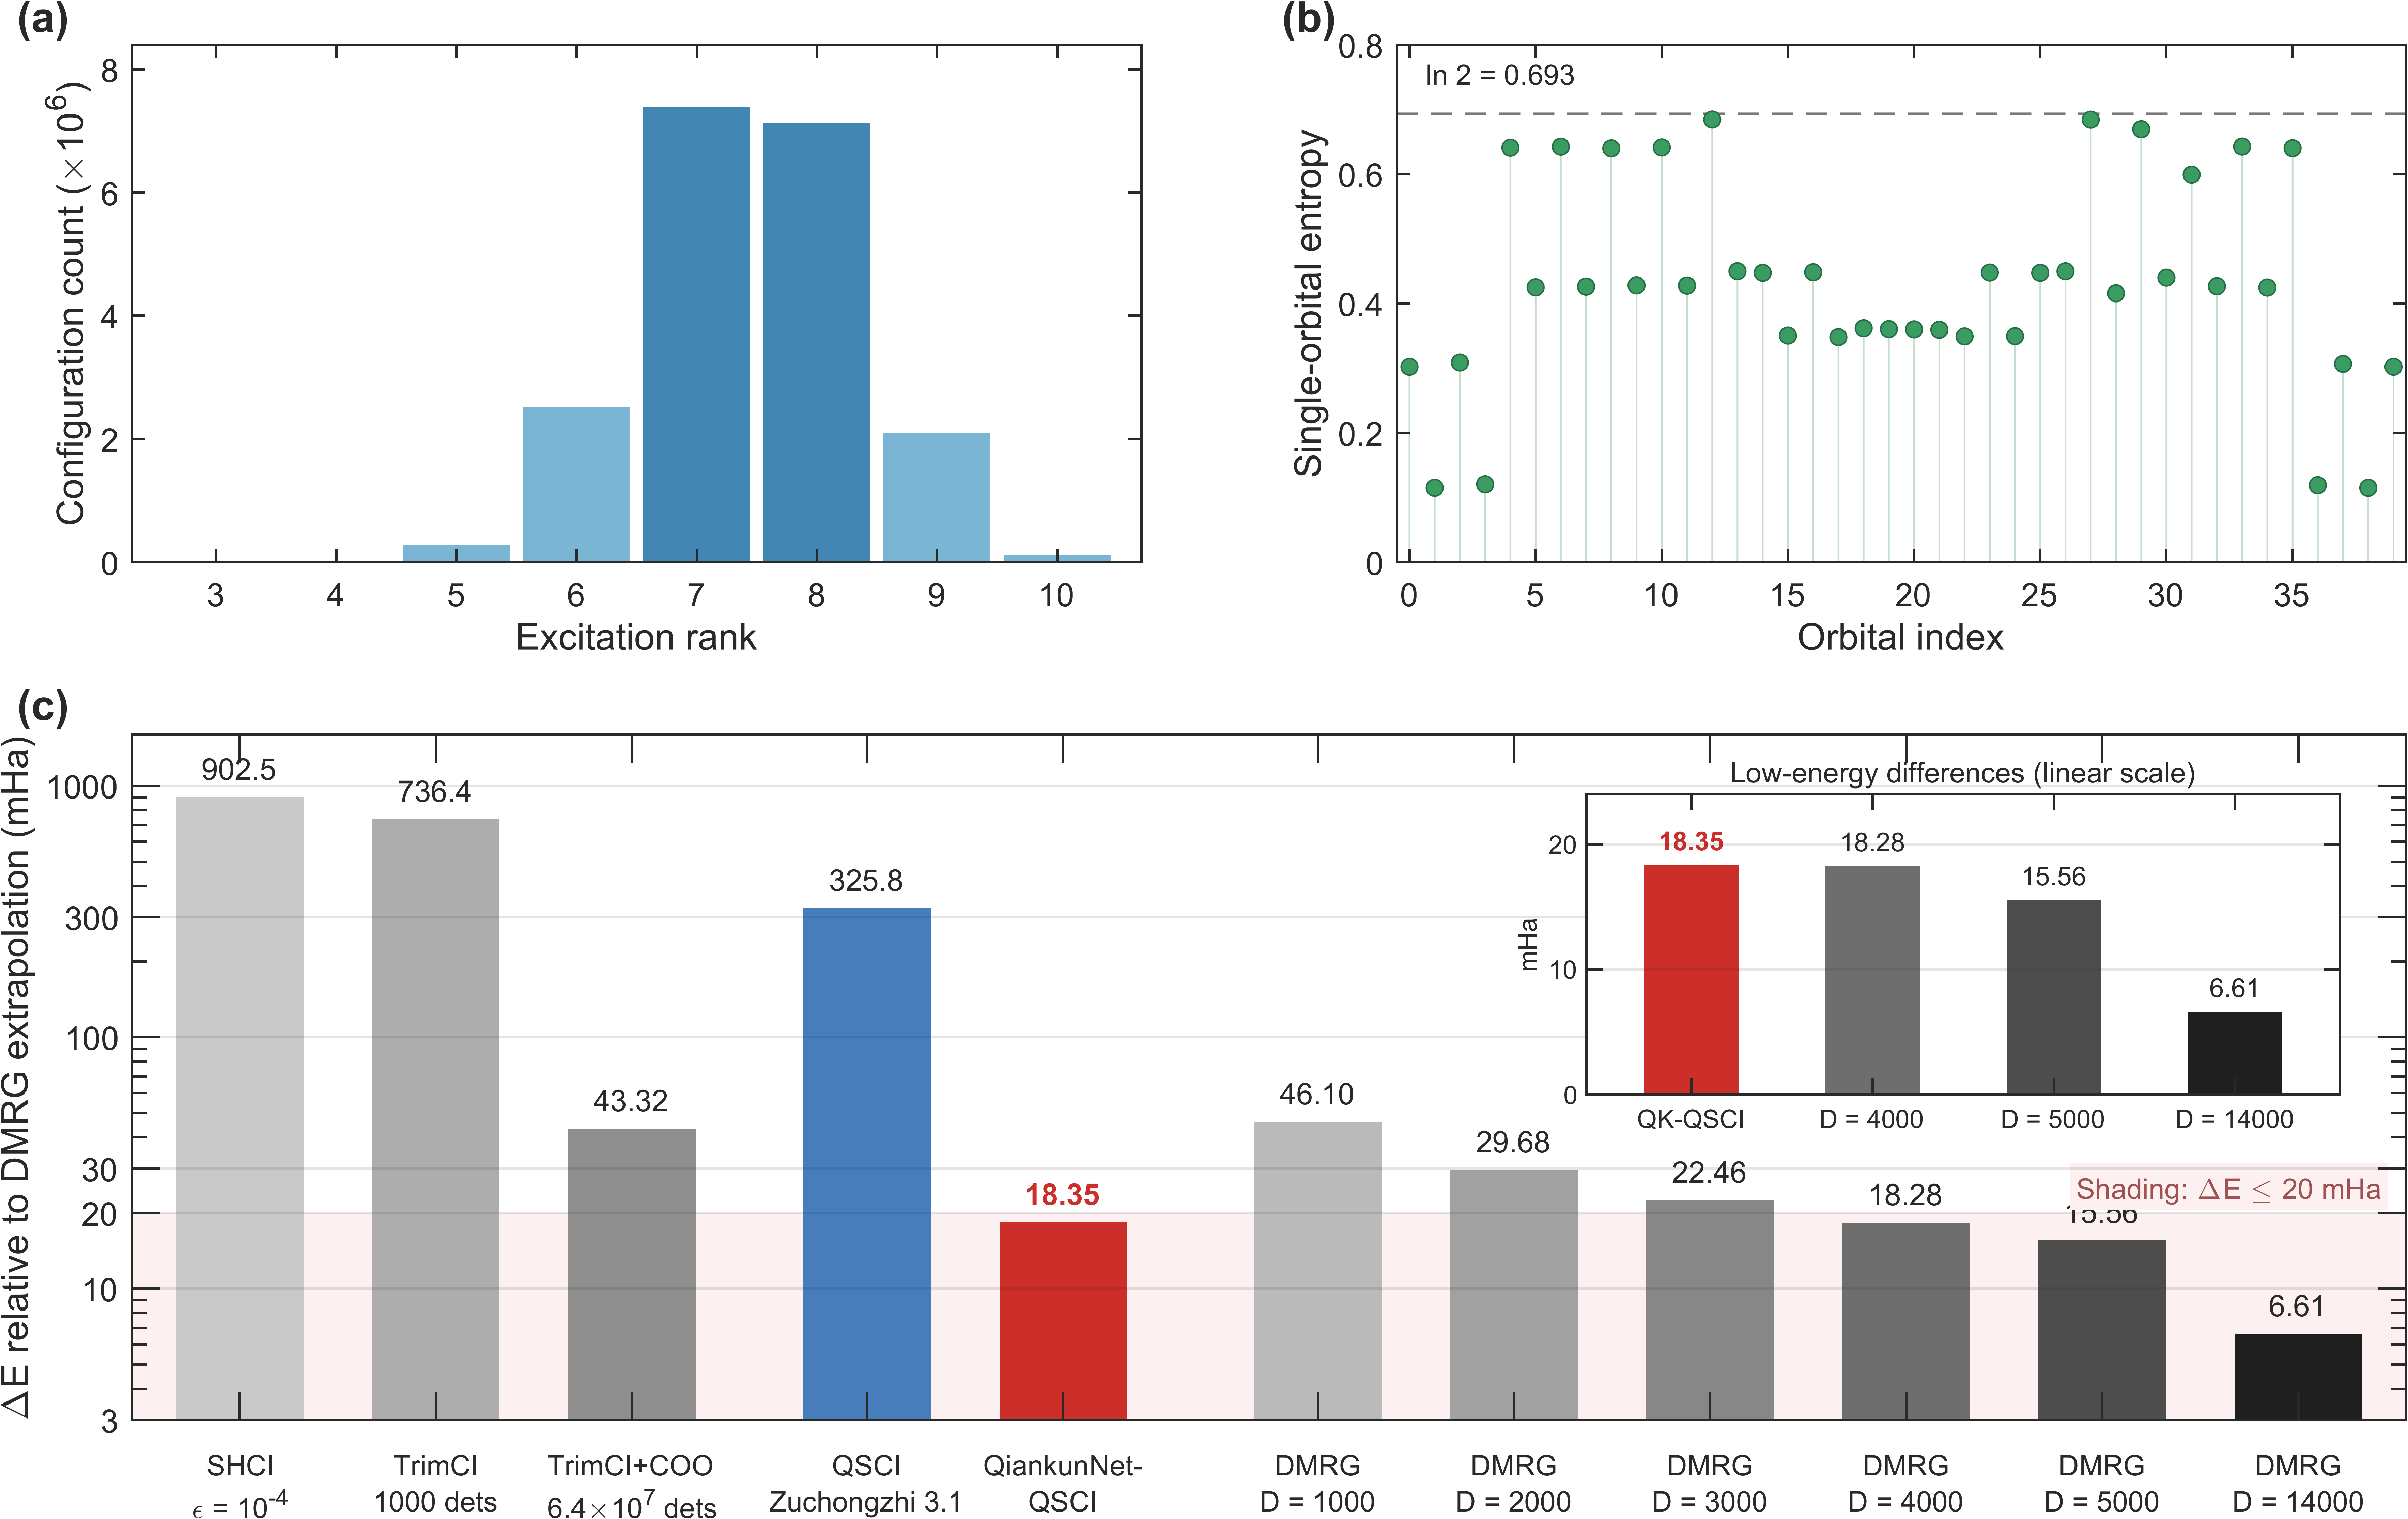 (a)
Configuration count (×10⁶)
8
6
4
2
0
3 4 5 6 7 8 9 10
Excitation rank
(b)
Single-orbital entropy
0.8
0.6
0.4
0.2
0
ln 2 = 0.693
0 5 10 15 20 25 30 35
Orbital index
(c)
ΔE relative to DMRG extrapolation (mHa)
1000
300
100
30
20
10
3
902.5
736.4
43.32
325.8
18.35
46.10
29.68
22.46
18.28
15.56
6.61
Shading: ΔE ≤ 20 mHa
Low-energy differences (linear scale)
mHa
20
10
0
18.35
18.28
15.56
6.61
QK-QSCI D = 4000 D = 5000 D = 14000
SHCI
ϵ = 10⁻⁴
TrimCI
1000 dets
TrimCI+COO
6.4×10⁷ dets
QSCI
Zuchongzhi 3.1
QiankunNet-
QSCI
DMRG
D = 1000
DMRG
D = 2000
DMRG
D = 3000
DMRG
D = 4000
DMRG
D = 5000
DMRG
D = 14000